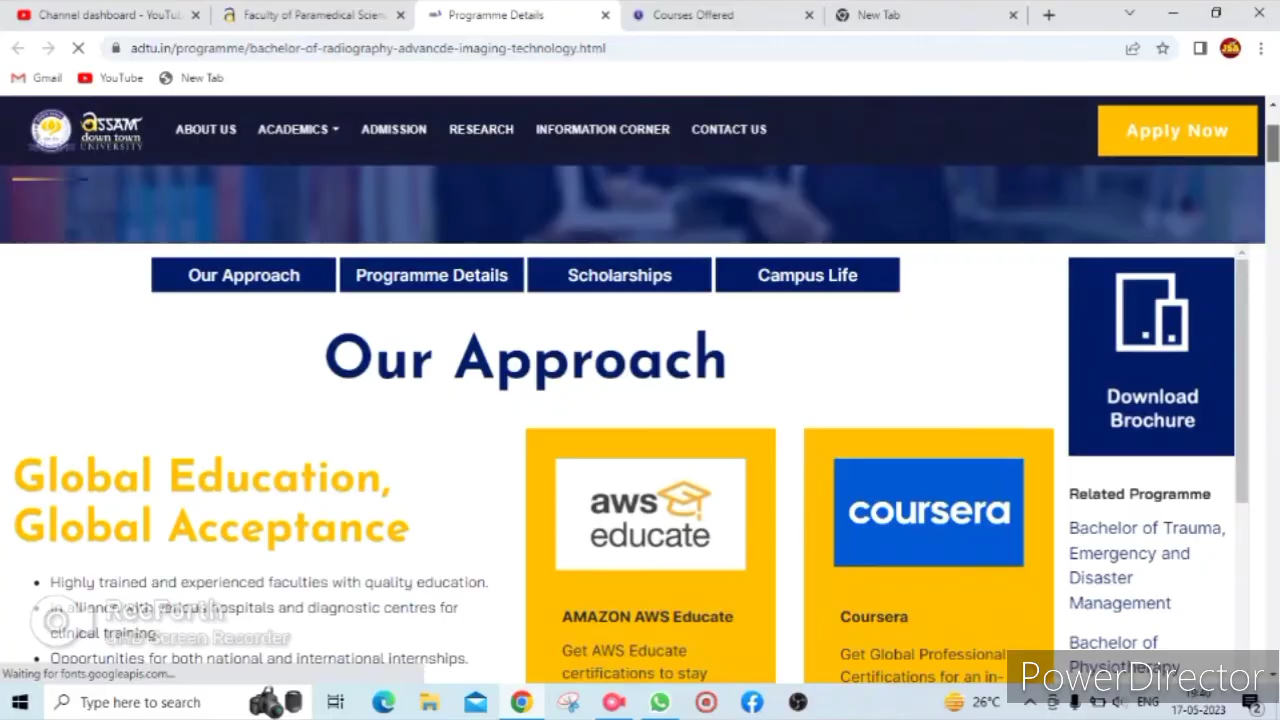 Channel dashboard - YouTu
Faculty of Paramedical Scien
Programme Details
Courses Offered
New Tab
adtu.in/programme/bachelor-of-radiography-advancde-imaging-technology.html
Gmail
YouTube
New Tab
assam
down town
UNIVERSITY
ABOUT US
ACADEMICS
ADMISSION
RESEARCH
INFORMATION CORNER
CONTACT US
Apply Now
Our Approach
Programme Details
Scholarships
Campus Life
Our Approach
Download
Brochure
Global Education,
Global Acceptance
• Highly trained and experienced faculties with quality education.
• In alliance with various hospitals and diagnostic centres for
clinical training.
• Opportunities for both national and international internships.
aws
educate
AMAZON AWS Educate
Get AWS Educate
certifications to stay
coursera
Coursera
Get Global Professional
Certifications for an in-
Related Programme
Bachelor of Trauma,
Emergency and
Disaster
Management
Bachelor of
Physiotherapy
RecForth
Screen Recorder
PowerDirector
Waiting for fonts.googleapis.com...
Type here to search
26°C
ENG
17-05-2023
2